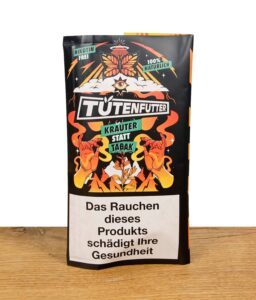 NIKOTIN
FREI
100%
NATÜRLICH
TÜTENFUTTER
KRÄUTER
STATT
TABAK
Das Rauchen
dieses
Produkts
schädigt Ihre
Gesundheit